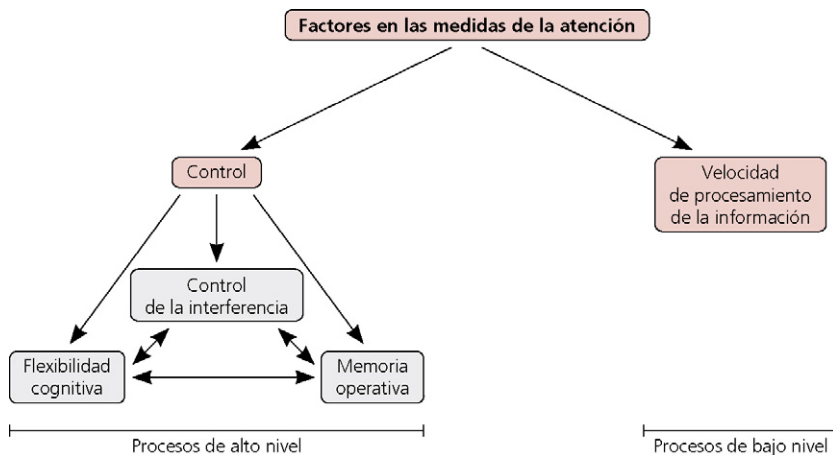 Factores en las medidas de la atención
Control
Velocidad
de procesamiento
de la información
Control
de la interferencia
Flexibilidad
cognitiva
Memoria
operativa
Procesos de alto nivel
Procesos de bajo nivel